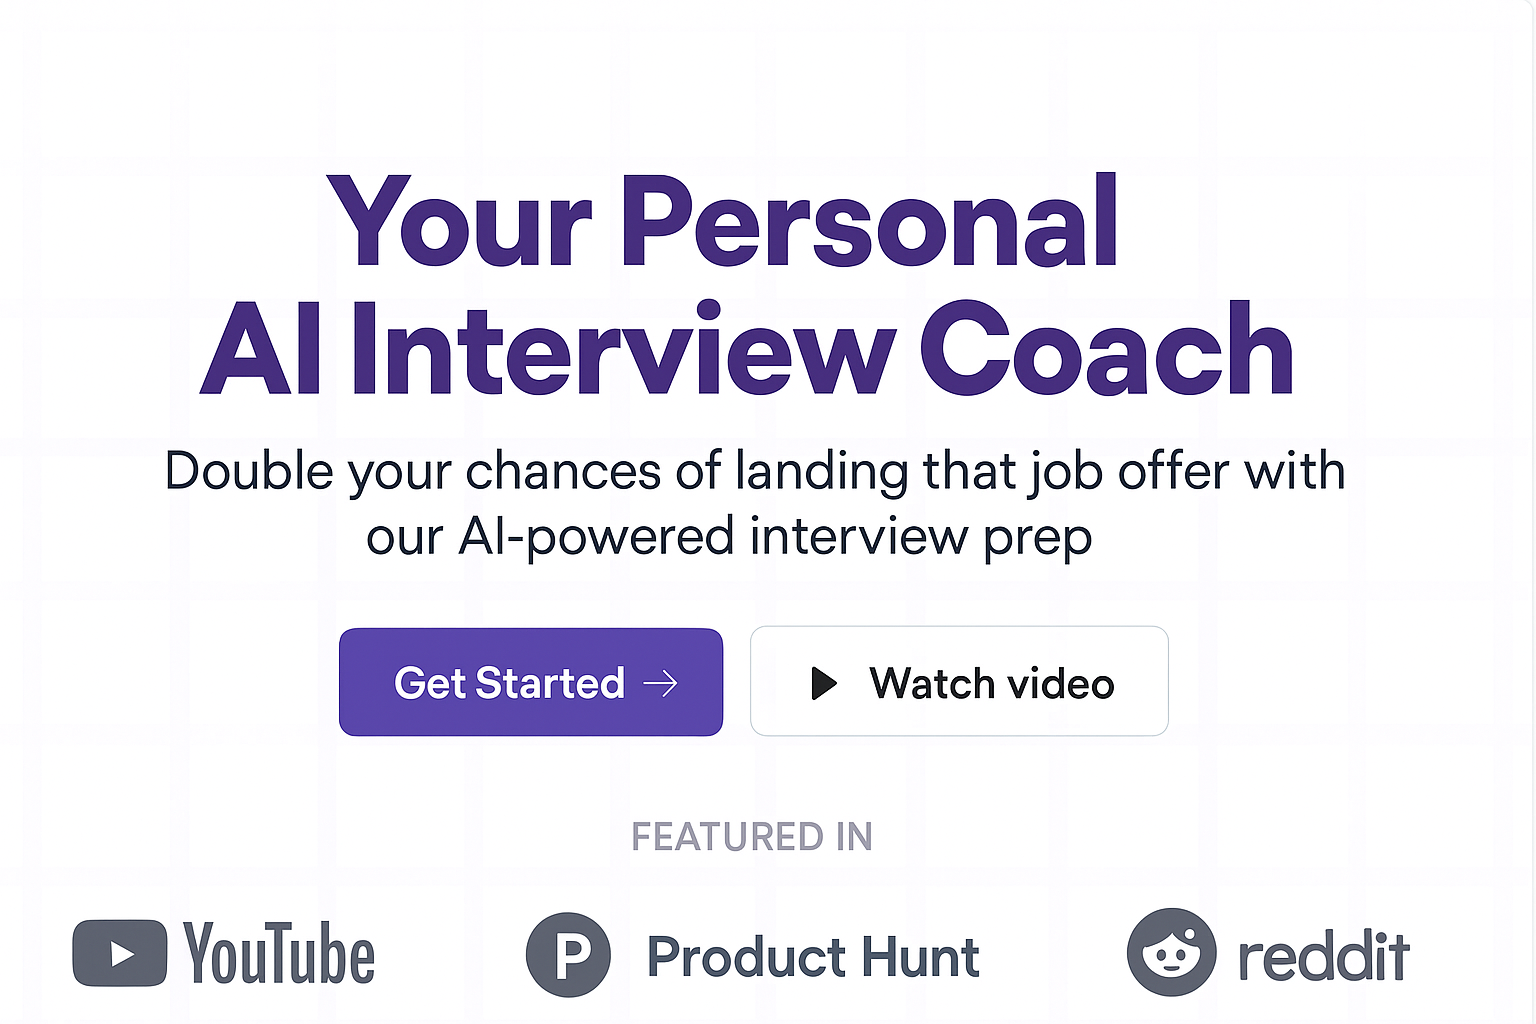 Your Personal
AI Interview Coach
Double your chances of landing that job offer with
our AI-powered interview prep
Get Started →
Watch video
FEATURED IN
YouTube
P Product Hunt
reddit